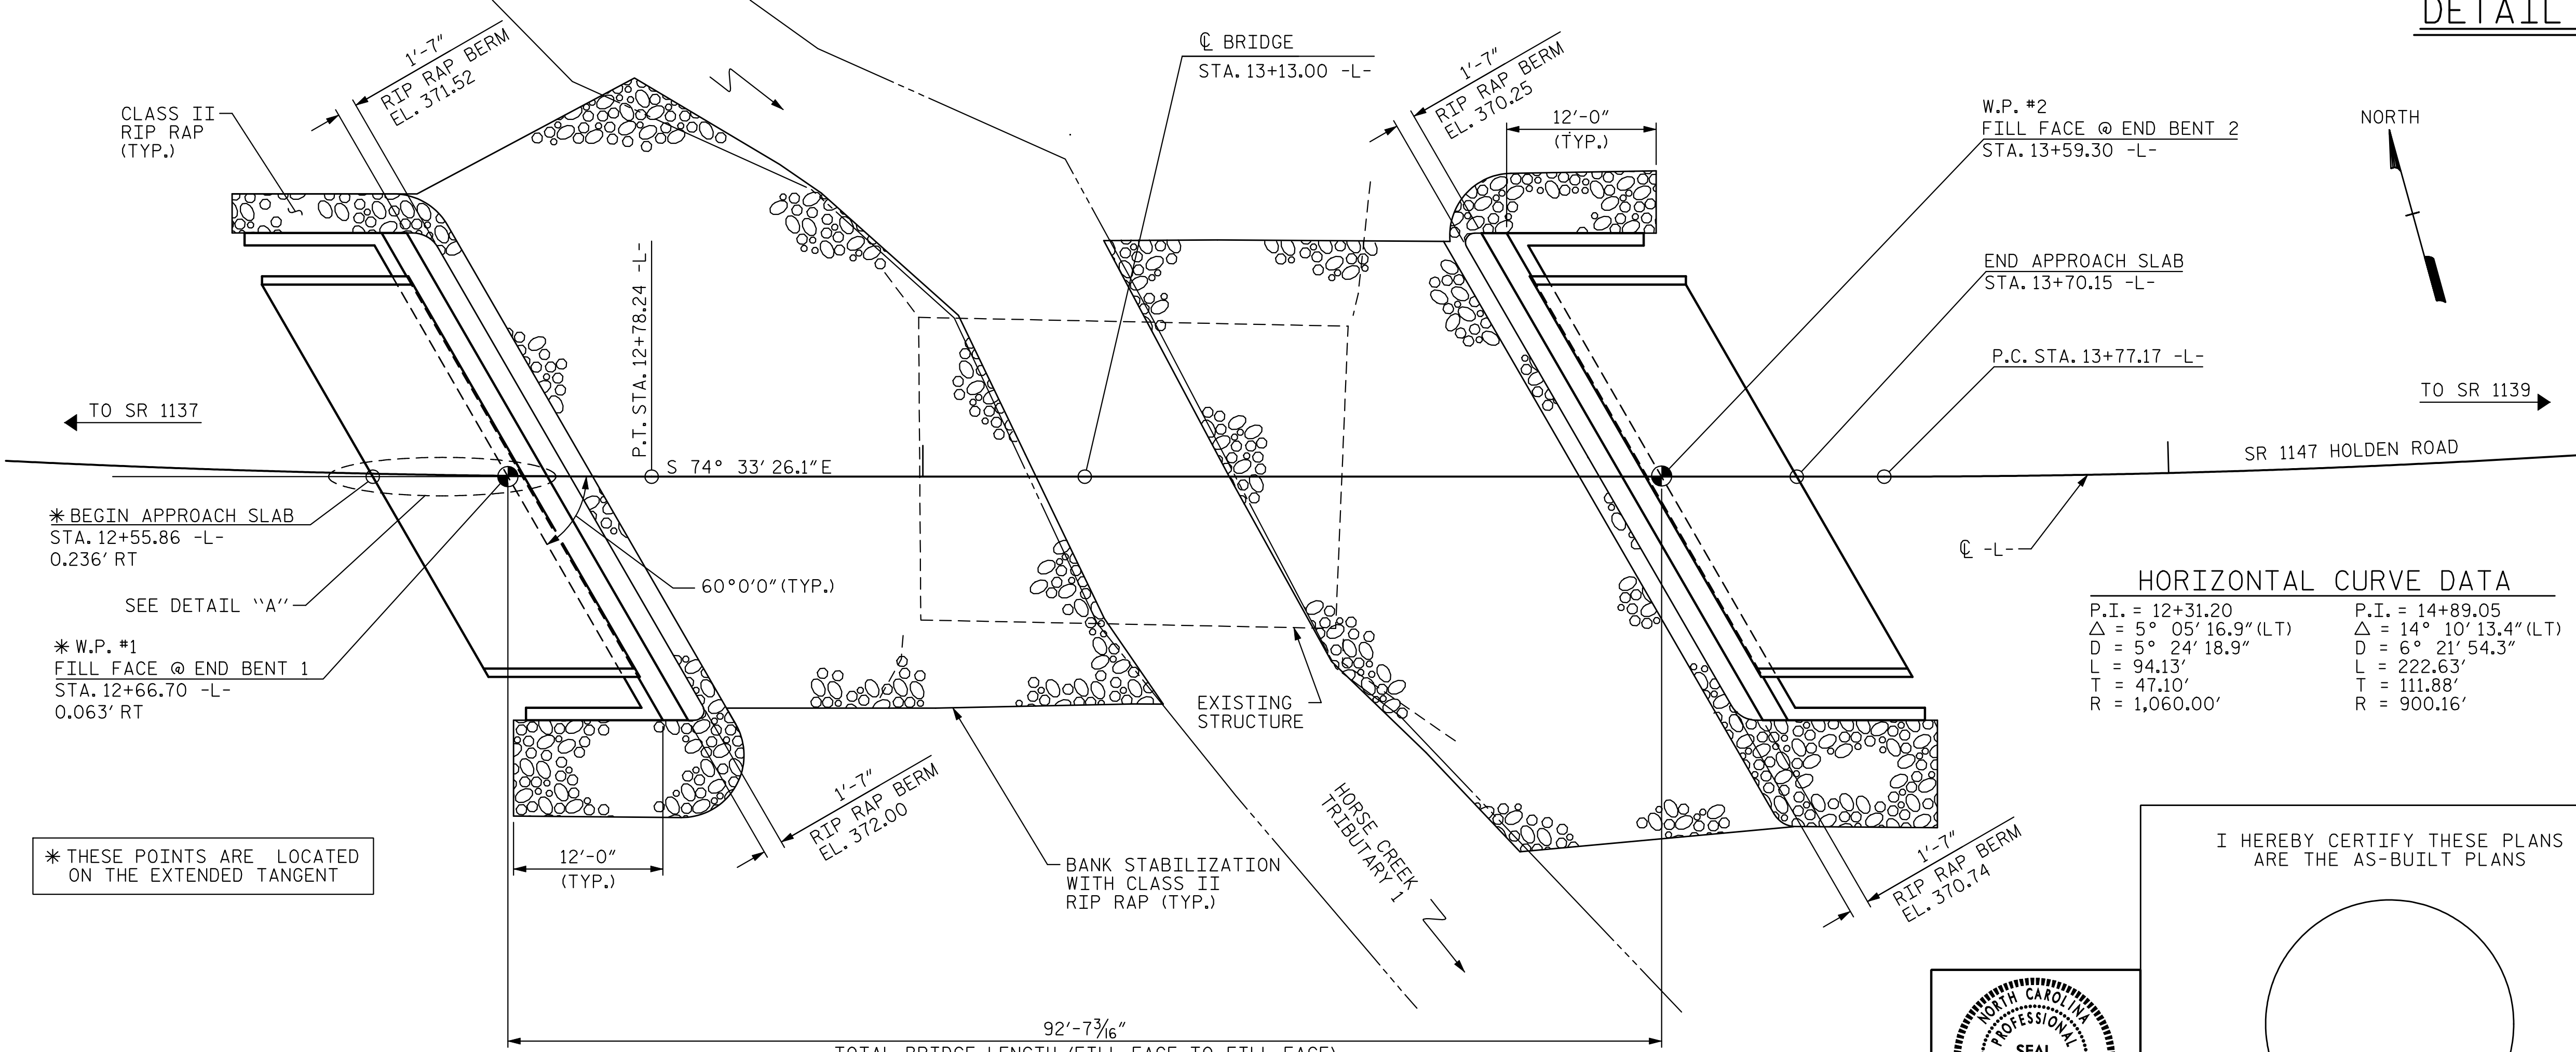 DETAIL
1'-7"
RIP RAP BERM
EL. 371.52
CLASS II
RIP RAP
(TYP.)
℄ BRIDGE
STA. 13+13.00 -L-
1'-7"
RIP RAP BERM
EL. 370.25
12'-0"
(TYP.)
W.P. #2
FILL FACE @ END BENT 2
STA. 13+59.30 -L-
NORTH
END APPROACH SLAB
STA. 13+70.15 -L-
P.C. STA. 13+77.17 -L-
P.T. STA. 12+78.24 -L-
TO SR 1137
TO SR 1139
S 74° 33' 26.1" E
SR 1147 HOLDEN ROAD
* BEGIN APPROACH SLAB
STA. 12+55.86 -L-
0.236' RT
SEE DETAIL "A"
60°0'0" (TYP.)
℄ -L-
* W.P. #1
FILL FACE @ END BENT 1
STA. 12+66.70 -L-
0.063' RT
HORIZONTAL CURVE DATA
P.I. = 12+31.20
△ = 5° 05' 16.9" (LT)
D = 5° 24' 18.9"
L = 94.13'
T = 47.10'
R = 1,060.00'
P.I. = 14+89.05
△ = 14° 10' 13.4" (LT)
D = 6° 21' 54.3"
L = 222.63'
T = 111.88'
R = 900.16'
EXISTING
STRUCTURE
1'-7"
RIP RAP BERM
EL. 372.00
HORSE CREEK
TRIBUTARY 1
* THESE POINTS ARE LOCATED
ON THE EXTENDED TANGENT
12'-0"
(TYP.)
BANK STABILIZATION
WITH CLASS II
RIP RAP (TYP.)
1'-7"
RIP RAP BERM
EL. 370.74
I HEREBY CERTIFY THESE PLANS
ARE THE AS-BUILT PLANS
92'-7 3/16"
TOTAL BRIDGE LENGTH (FILL FACE TO FILL FACE)
NORTH CAROLINA
PROFESSIONAL
SEAL